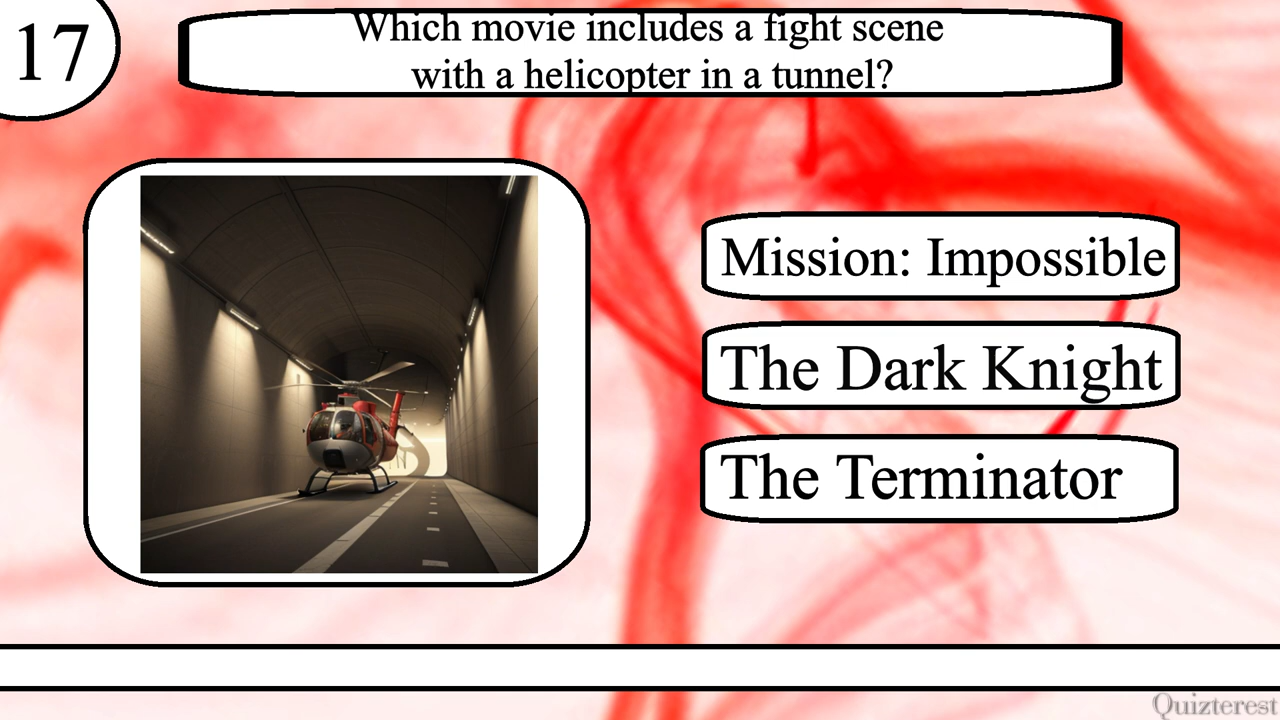 17
Which movie includes a fight scene
with a helicopter in a tunnel?
Mission: Impossible
The Dark Knight
The Terminator
Quizterest